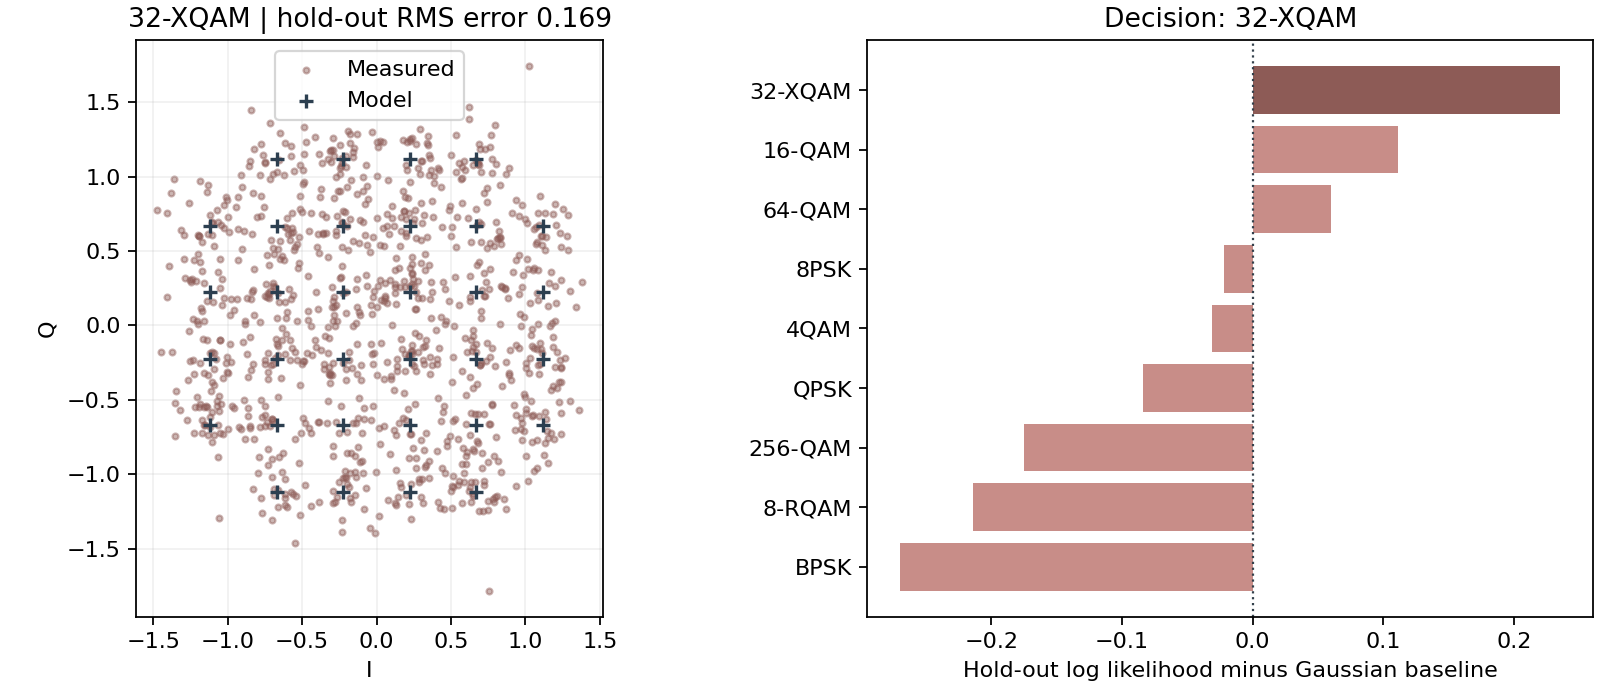 32-XQAM | hold-out RMS error 0.169
Measured
Model
1.5
1.0
0.5
0.0
−0.5
−1.0
−1.5
Q
−1.5
−1.0
−0.5
0.0
0.5
1.0
1.5
I
Decision: 32-XQAM
32-XQAM
16-QAM
64-QAM
8PSK
4QAM
QPSK
256-QAM
8-RQAM
BPSK
−0.2
−0.1
0.0
0.1
0.2
Hold-out log likelihood minus Gaussian baseline